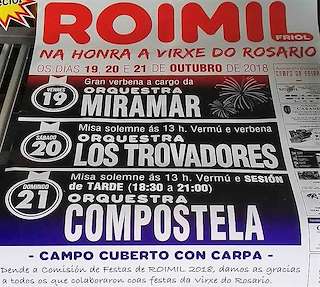 ROIMIL
FRIOL
NA HONRA A VIRXE DO ROSARIO
OS DÍAS 19, 20 E 21 DE OUTUBRO DE 2018
Gran verbena a cargo da
VENRES
19
ORQUESTRA
MIRAMAR
Misa solemne ás 13 h. Vermú e verbena
SÁBADO
20
ORQUESTRA
LOS TROVADORES
Misa solemne ás 13 h. Vermú e SESIÓN
DE TARDE (18:30 a 21:00)
DOMINGO
21
ORQUESTRA
COMPOSTELA
- CAMPO CUBERTO CON CARPA -
Dende a Comisión de Festas de ROIMIL 2018, damos as gracias
a todos os que colaboraron coas festas da Virxe do Rosario.